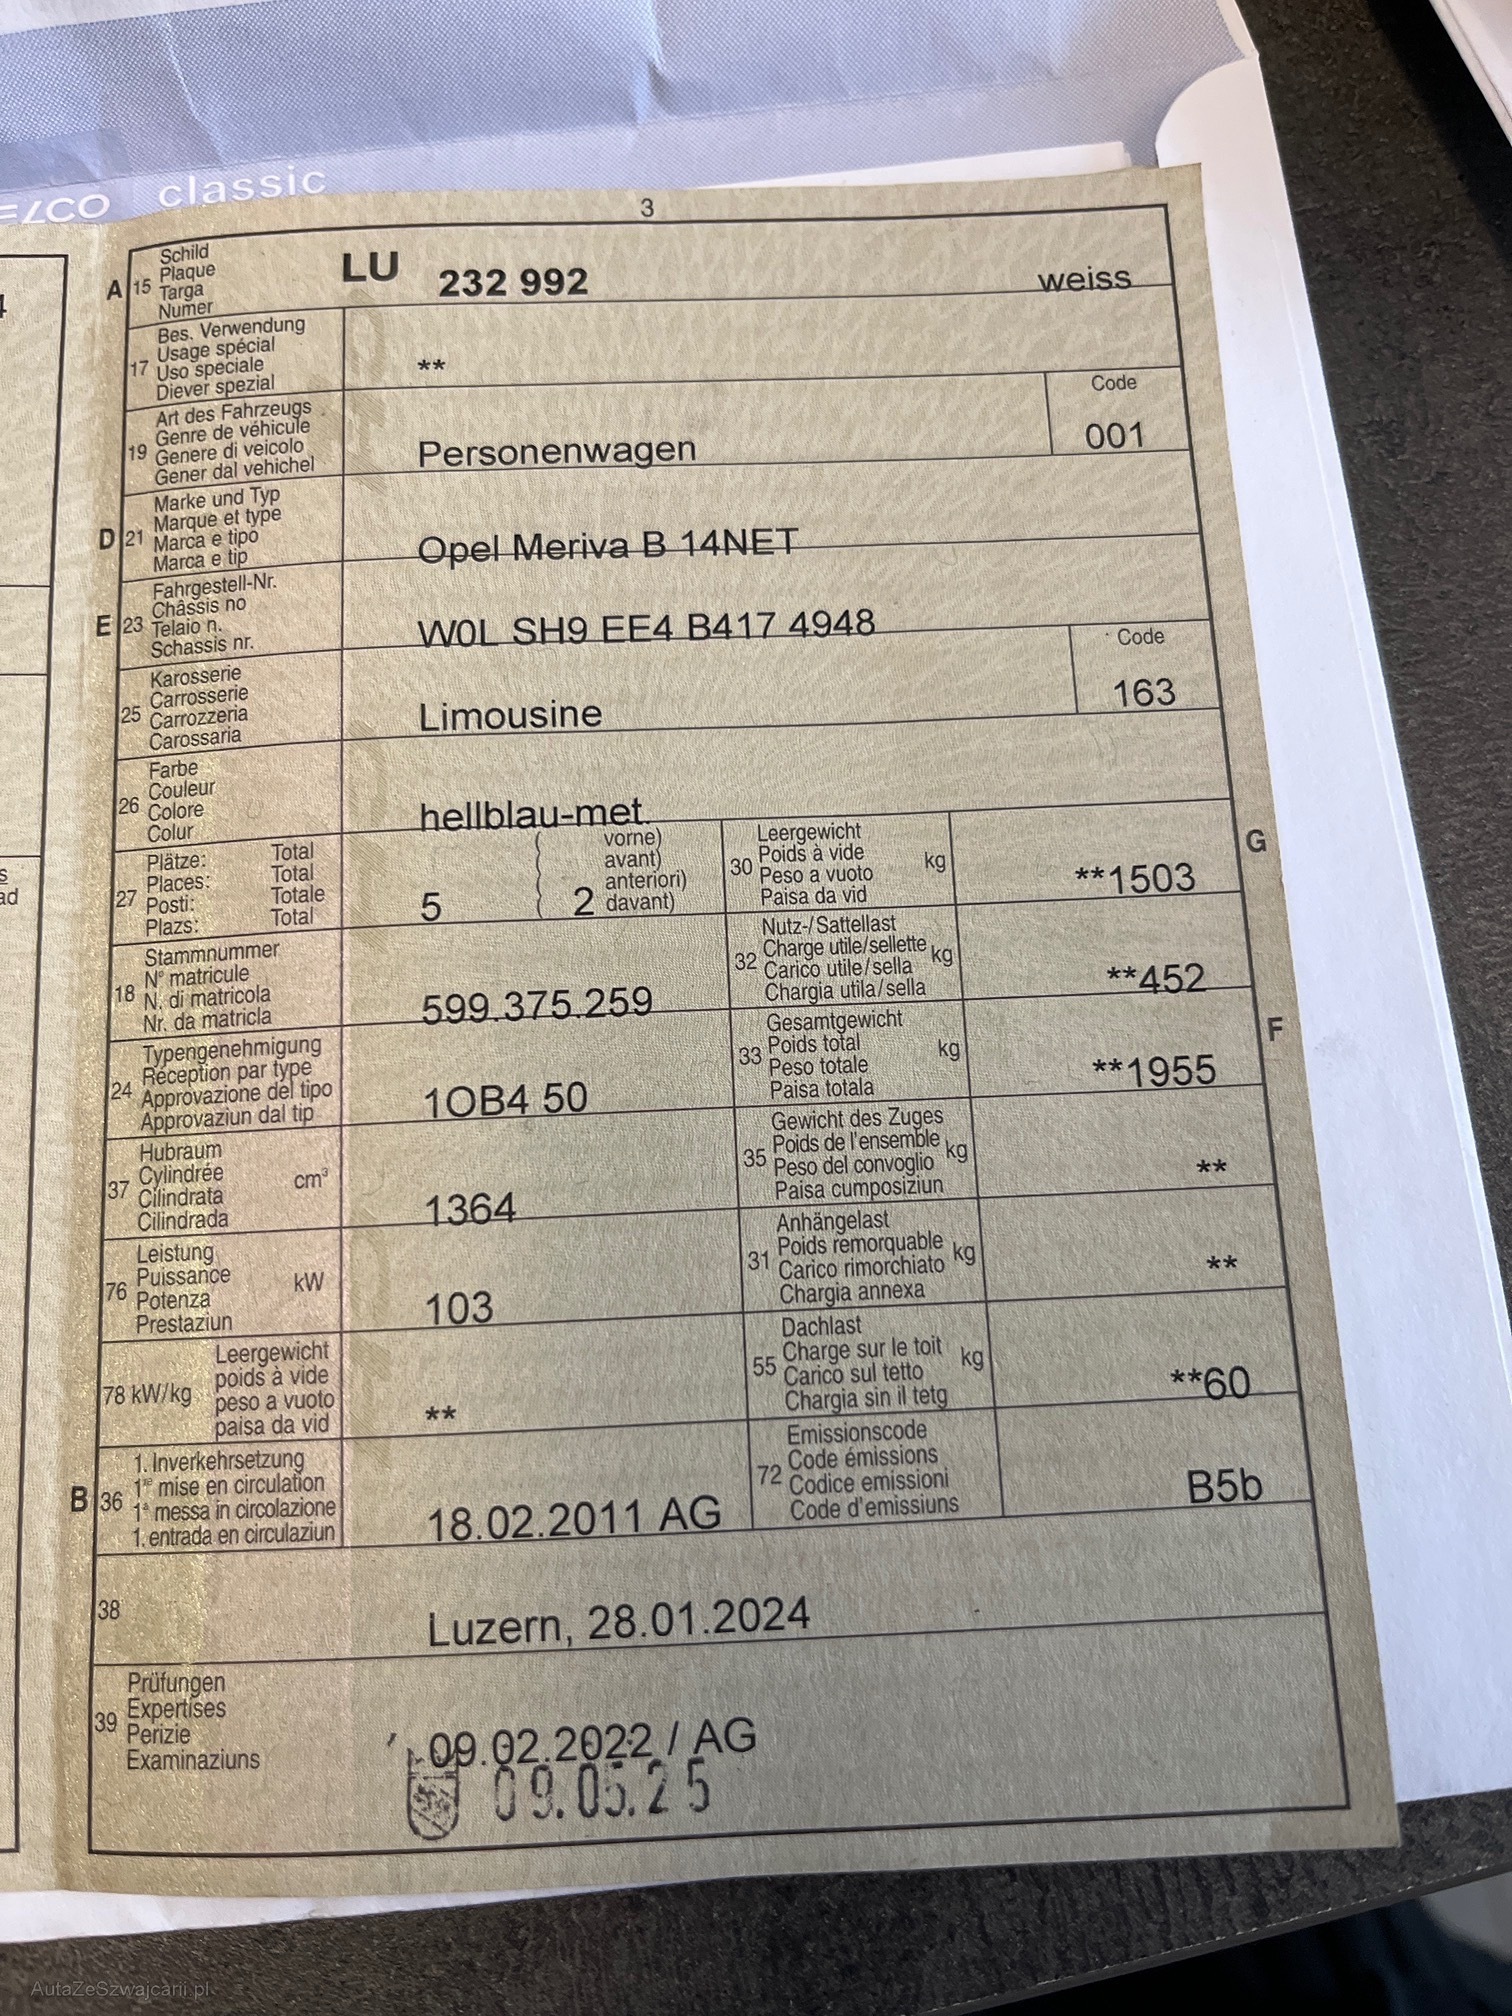 classic
3
A 15 Schild
Plaque
Targa
Numer
LU 232 992 weiss
17 Bes. Verwendung
Usage spécial
Uso speciale
Diever spezial
**
19 Art des Fahrzeugs
Genre de véhicule
Genere di veicolo
Gener dal vehichel
Personenwagen
Code
001
D 21 Marke und Typ
Marque et type
Marca e tipo
Marca e tip
Opel Meriva B 14NET
E 23 Fahrgestell-Nr.
Châssis no
Telaio n.
Schassis nr.
W0L SH9 EE4 B417 4948
25 Karosserie
Carrosserie
Carrozzeria
Carossaria
Limousine
Code
163
26 Farbe
Couleur
Colore
Colur
hellblau-met.
27 Plätze: Total
Places: Total
Posti: Totale
Plazs: Total
5 ( 2 vorne)
avant)
anteriori)
davant)
30 Leergewicht
Poids à vide
Peso a vuoto
Paisa da vid
kg
**1503
G
18 Stammnummer
N° matricule
N. di matricola
Nr. da matricla
599.375.259
32 Nutz-/Sattellast
Charge utile/sellette
Carico utile/sella
Chargia utila/sella
kg
**452
24 Typengenehmigung
Réception par type
Approvazione del tipo
Approvaziun dal tip
1OB4 50
33 Gesamtgewicht
Poids total
Peso totale
Paisa totala
kg
**1955
F
37 Hubraum
Cylindrée
Cilindrata
Cilindrada
cm³
1364
35 Gewicht des Zuges
Poids de l'ensemble
Peso del convoglio
Paisa cumposiziun
kg
**
76 Leistung
Puissance
Potenza
Prestaziun
kW
103
31 Anhängelast
Poids remorquable
Carico rimorchiato
Chargia annexa
kg
**
78 kW/kg
Leergewicht
poids à vide
peso a vuoto
paisa da vid
**
55 Dachlast
Charge sur le toit
Carico sul tetto
Chargia sin il tetg
kg
**60
B 36 1. Inverkehrsetzung
1re mise en circulation
1a messa in circolazione
1. entrada en circulaziun
18.02.2011 AG
72 Emissionscode
Code émissions
Codice emissioni
Code d'emissiuns
B5b
38
Luzern, 28.01.2024
39 Prüfungen
Expertises
Perizie
Examinaziuns
09.02.2022 / AG
09.05.25
AutaZeSzwajcarii.pl